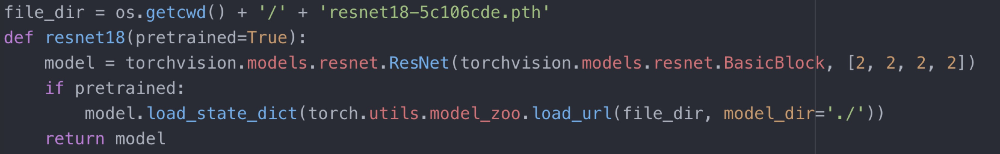 file_dir = os.getcwd() + '/' + 'resnet18-5c106cde.pth'
def resnet18(pretrained=True):
    model = torchvision.models.resnet.ResNet(torchvision.models.resnet.BasicBlock, [2, 2, 2, 2])
    if pretrained:
        model.load_state_dict(torch.utils.model_zoo.load_url(file_dir, model_dir='./'))
    return model